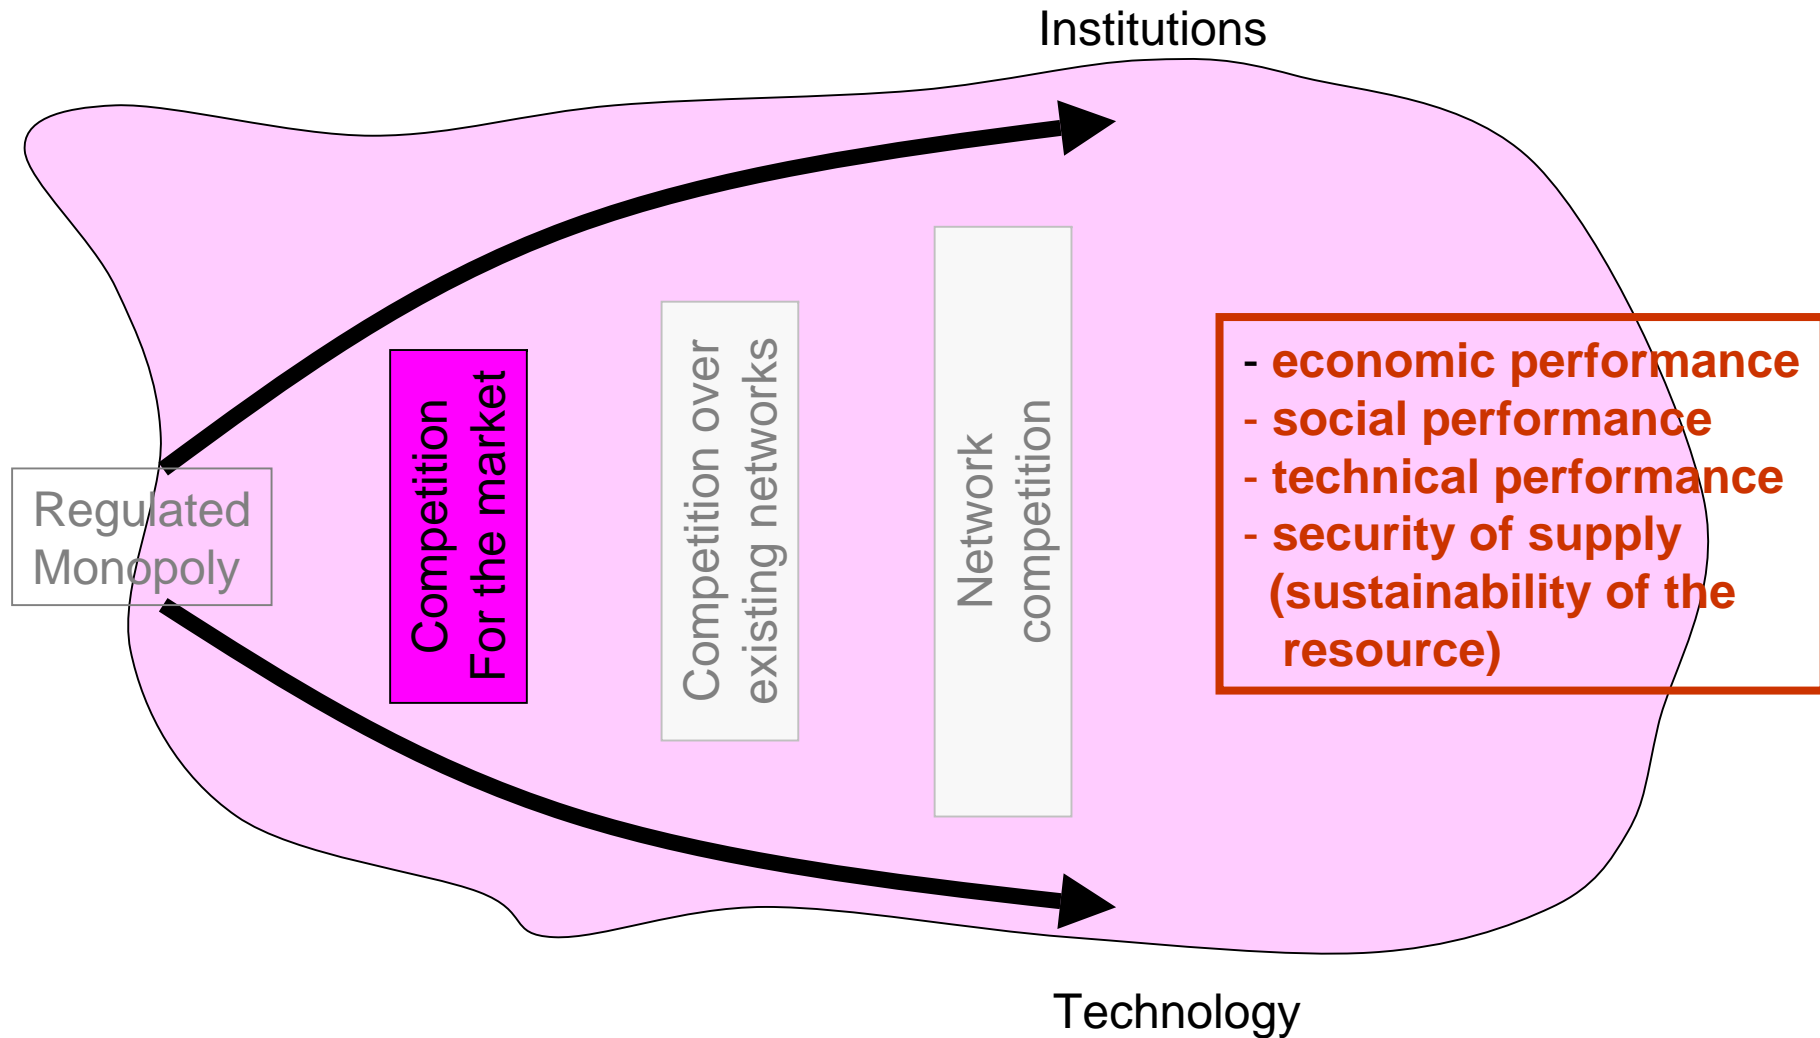 Institutions
Regulated
Monopoly
Competition
For the market
Competition over
existing networks
Network
competition
- economic performance
- social performance
- technical performance
- security of supply
(sustainability of the
resource)
Technology